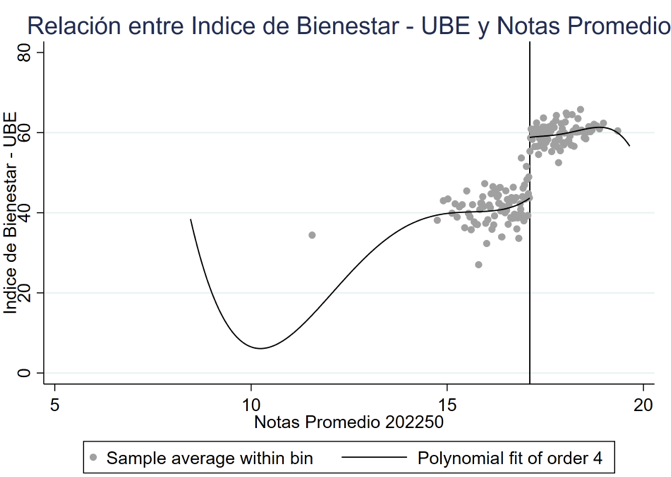 Relación entre Indice de Bienestar - UBE y Notas Promedio
80
60
40
20
0
Indice de Bienestar - UBE
5
10
15
20
Notas Promedio 202250
Sample average within bin
Polynomial fit of order 4